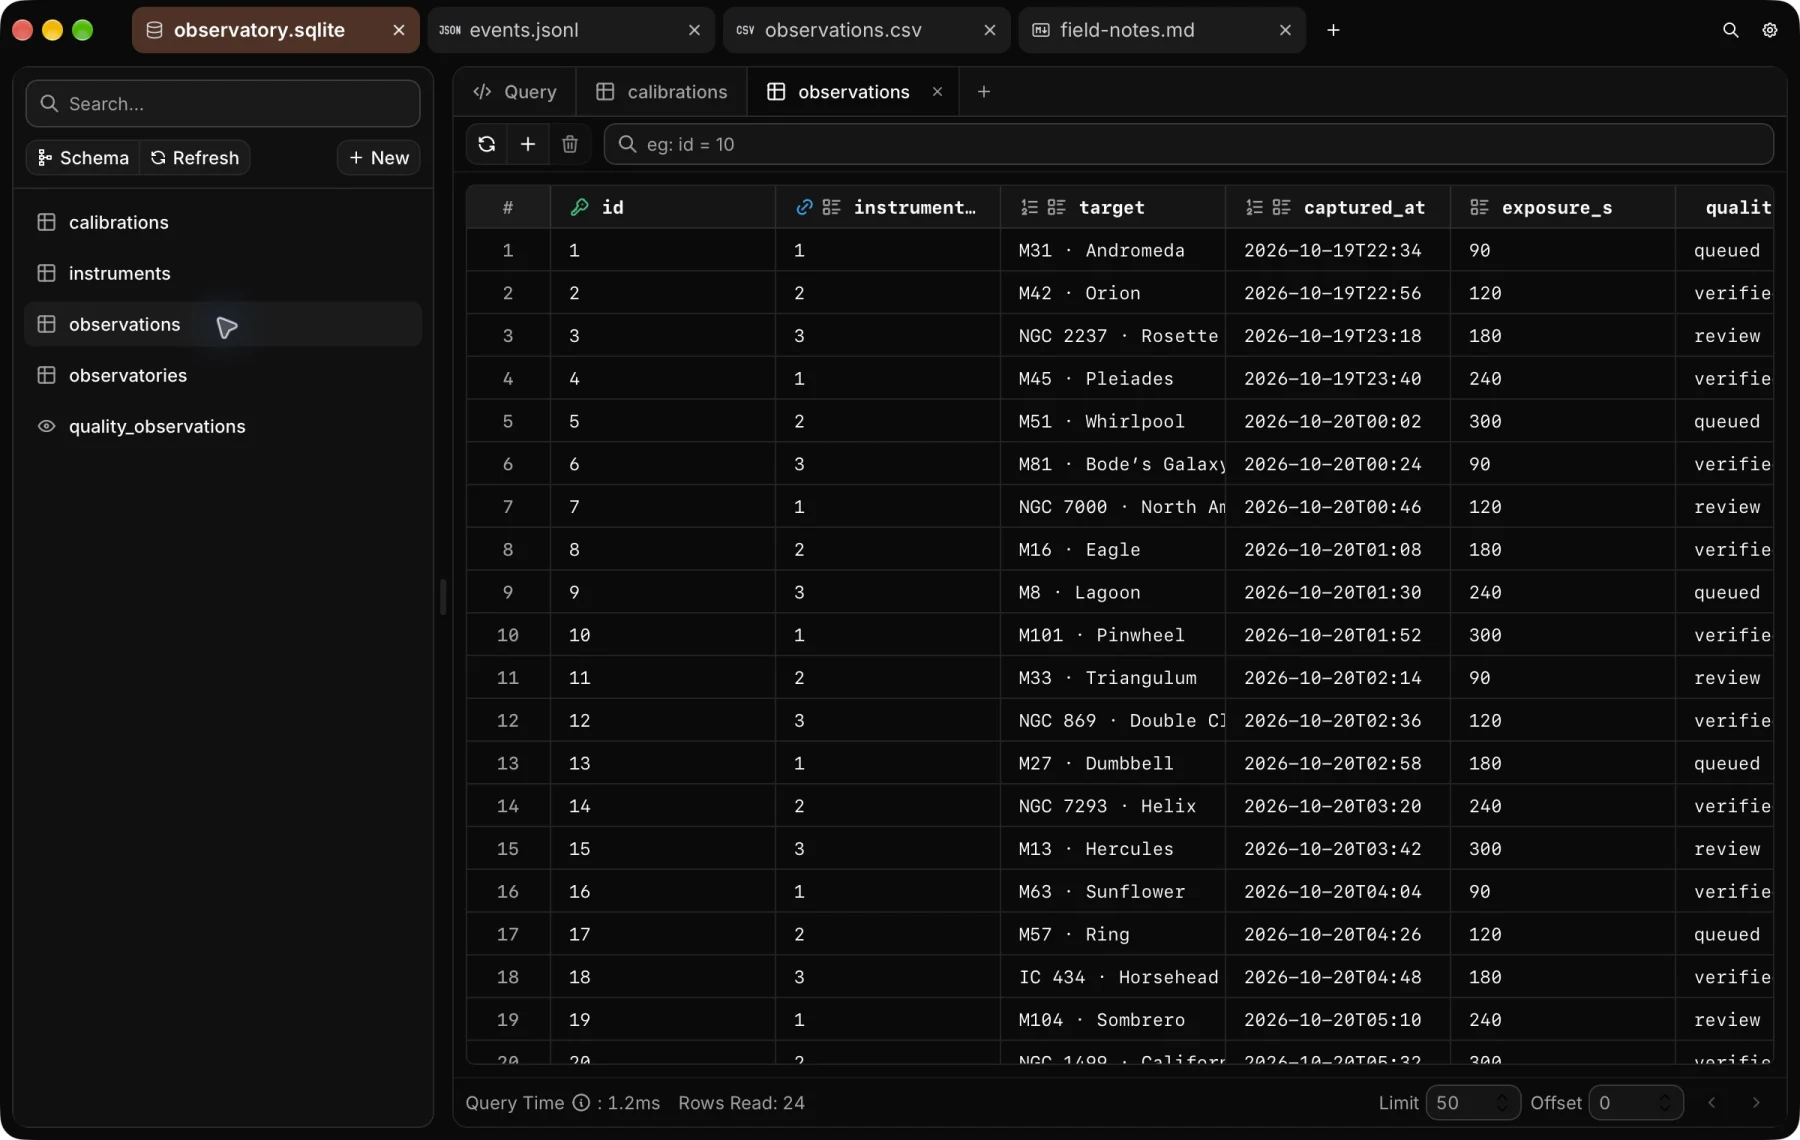 observatory.sqlite
JSON events.jsonl
CSV observations.csv
field-notes.md
Search...
Schema
Refresh
+ New
calibrations
instruments
observations
observatories
quality_observations
Query
calibrations
observations
eg: id = 10
# id instrument… target captured_at exposure_s qualit
1 1 1 M31 · Andromeda 2026-10-19T22:34 90 queued
2 2 2 M42 · Orion 2026-10-19T22:56 120 verifie
3 3 3 NGC 2237 · Rosette 2026-10-19T23:18 180 review
4 4 1 M45 · Pleiades 2026-10-19T23:40 240 verifie
5 5 2 M51 · Whirlpool 2026-10-20T00:02 300 queued
6 6 3 M81 · Bode's Galaxy 2026-10-20T00:24 90 verifie
7 7 1 NGC 7000 · North Am 2026-10-20T00:46 120 review
8 8 2 M16 · Eagle 2026-10-20T01:08 180 verifie
9 9 3 M8 · Lagoon 2026-10-20T01:30 240 queued
10 10 1 M101 · Pinwheel 2026-10-20T01:52 300 verifie
11 11 2 M33 · Triangulum 2026-10-20T02:14 90 review
12 12 3 NGC 869 · Double Cl 2026-10-20T02:36 120 verifie
13 13 1 M27 · Dumbbell 2026-10-20T02:58 180 queued
14 14 2 NGC 7293 · Helix 2026-10-20T03:20 240 verifie
15 15 3 M13 · Hercules 2026-10-20T03:42 300 review
16 16 1 M63 · Sunflower 2026-10-20T04:04 90 verifie
17 17 2 M57 · Ring 2026-10-20T04:26 120 queued
18 18 3 IC 434 · Horsehead 2026-10-20T04:48 180 verifie
19 19 1 M104 · Sombrero 2026-10-20T05:10 240 review
20 20 2 NGC 1499 · Califor 2026-10-20T05:32 300 verifie
Query Time : 1.2ms Rows Read: 24
Limit 50 Offset 0